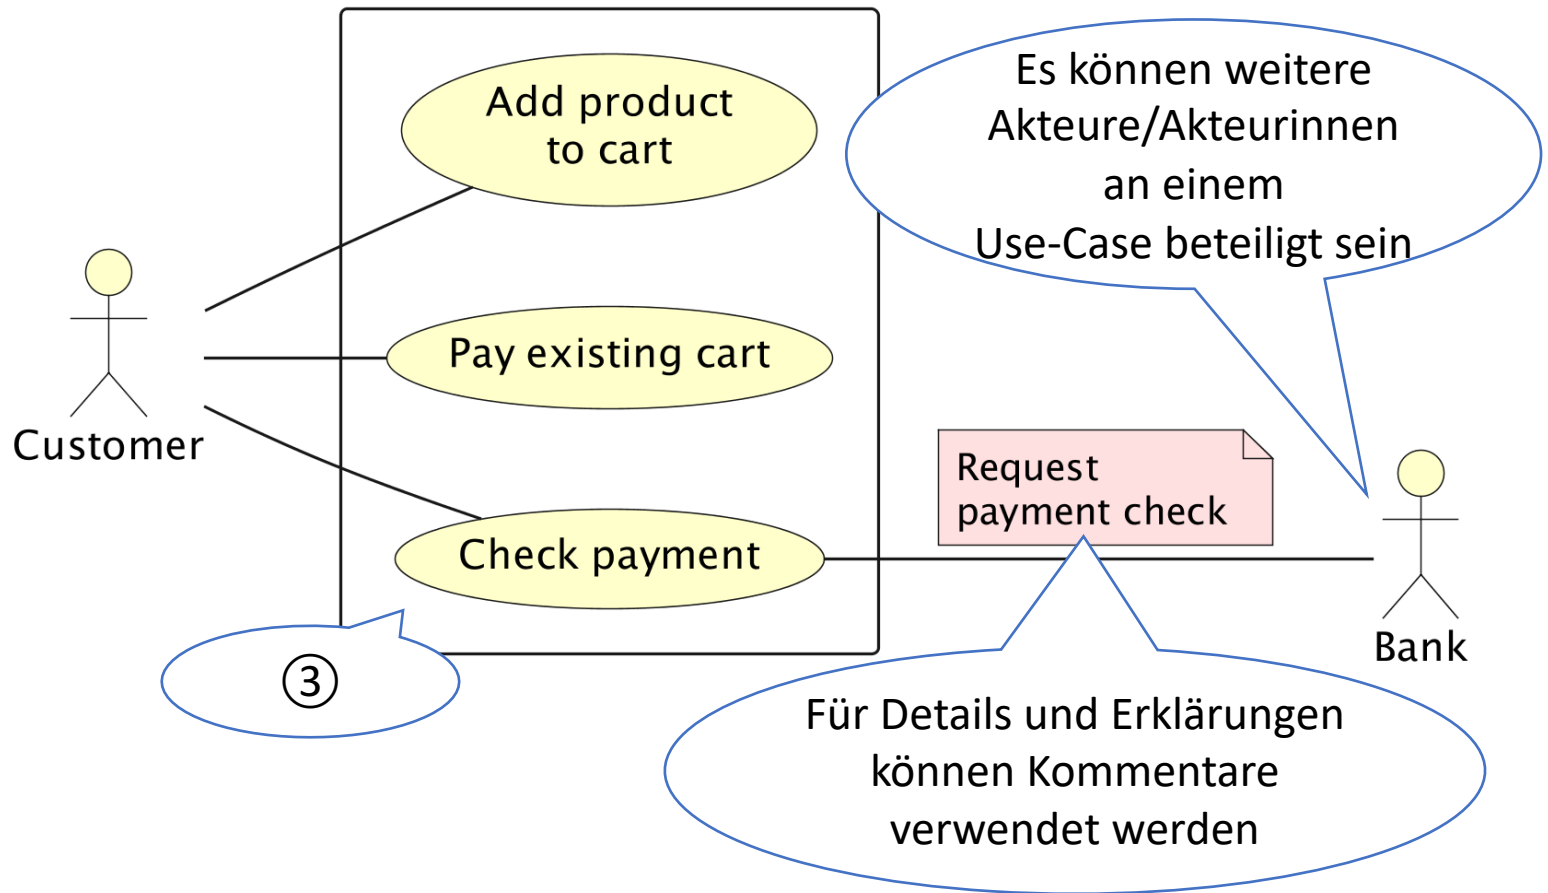 Add product
to cart
Es können weitere
Akteure/Akteurinnen
an einem
Use-Case beteiligt sein
Pay existing cart
Customer
Request
payment check
Check payment
Bank
③
Für Details und Erklärungen
können Kommentare
verwendet werden